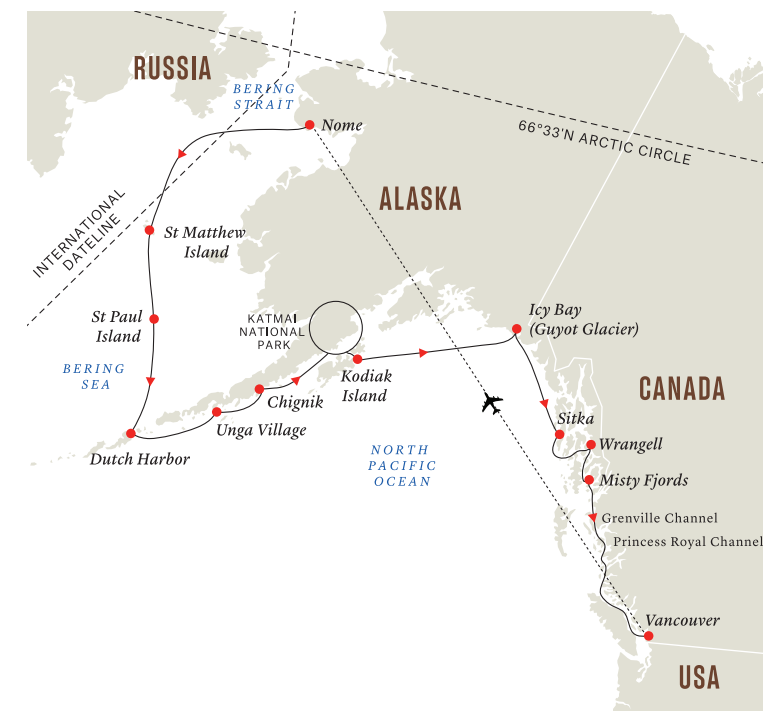 RUSSIA
BERING
STRAIT
Nome
66°33'N ARCTIC CIRCLE
ALASKA
INTERNATIONAL
DATELINE
St Matthew
Island
St Paul
Island
KATMAI
NATIONAL
PARK
Icy Bay
(Guyot Glacier)
BERING
SEA
Kodiak
Island
CANADA
Chignik
Unga Village
Sitka
Wrangell
Dutch Harbor
NORTH
PACIFIC
OCEAN
Misty Fjords
Grenville Channel
Princess Royal Channel
Vancouver
USA